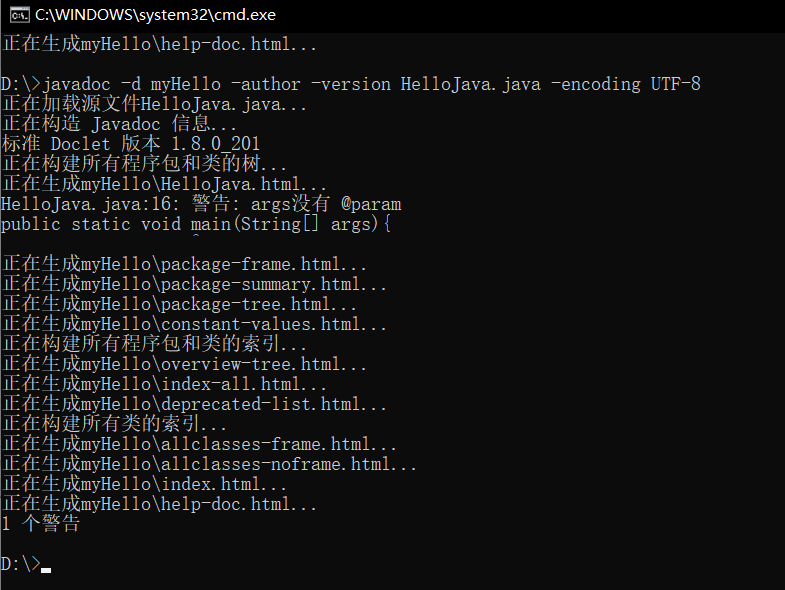 C:\WINDOWS\system32\cmd.exe
正在生成myHello\help-doc.html...
D:\>javadoc -d myHello -author -version HelloJava.java -encoding UTF-8
正在加载源文件HelloJava.java...
正在构造 Javadoc 信息...
标准 Doclet 版本 1.8.0_201
正在构建所有程序包和类的树...
正在生成myHello\HelloJava.html...
HelloJava.java:16: 警告: args没有 @param
public static void main(String[] args){
^
正在生成myHello\package-frame.html...
正在生成myHello\package-summary.html...
正在生成myHello\package-tree.html...
正在生成myHello\constant-values.html...
正在构建所有程序包和类的索引...
正在生成myHello\overview-tree.html...
正在生成myHello\index-all.html...
正在生成myHello\deprecated-list.html...
正在构建所有类的索引...
正在生成myHello\allclasses-frame.html...
正在生成myHello\allclasses-noframe.html...
正在生成myHello\index.html...
正在生成myHello\help-doc.html...
1 个警告
D:\>